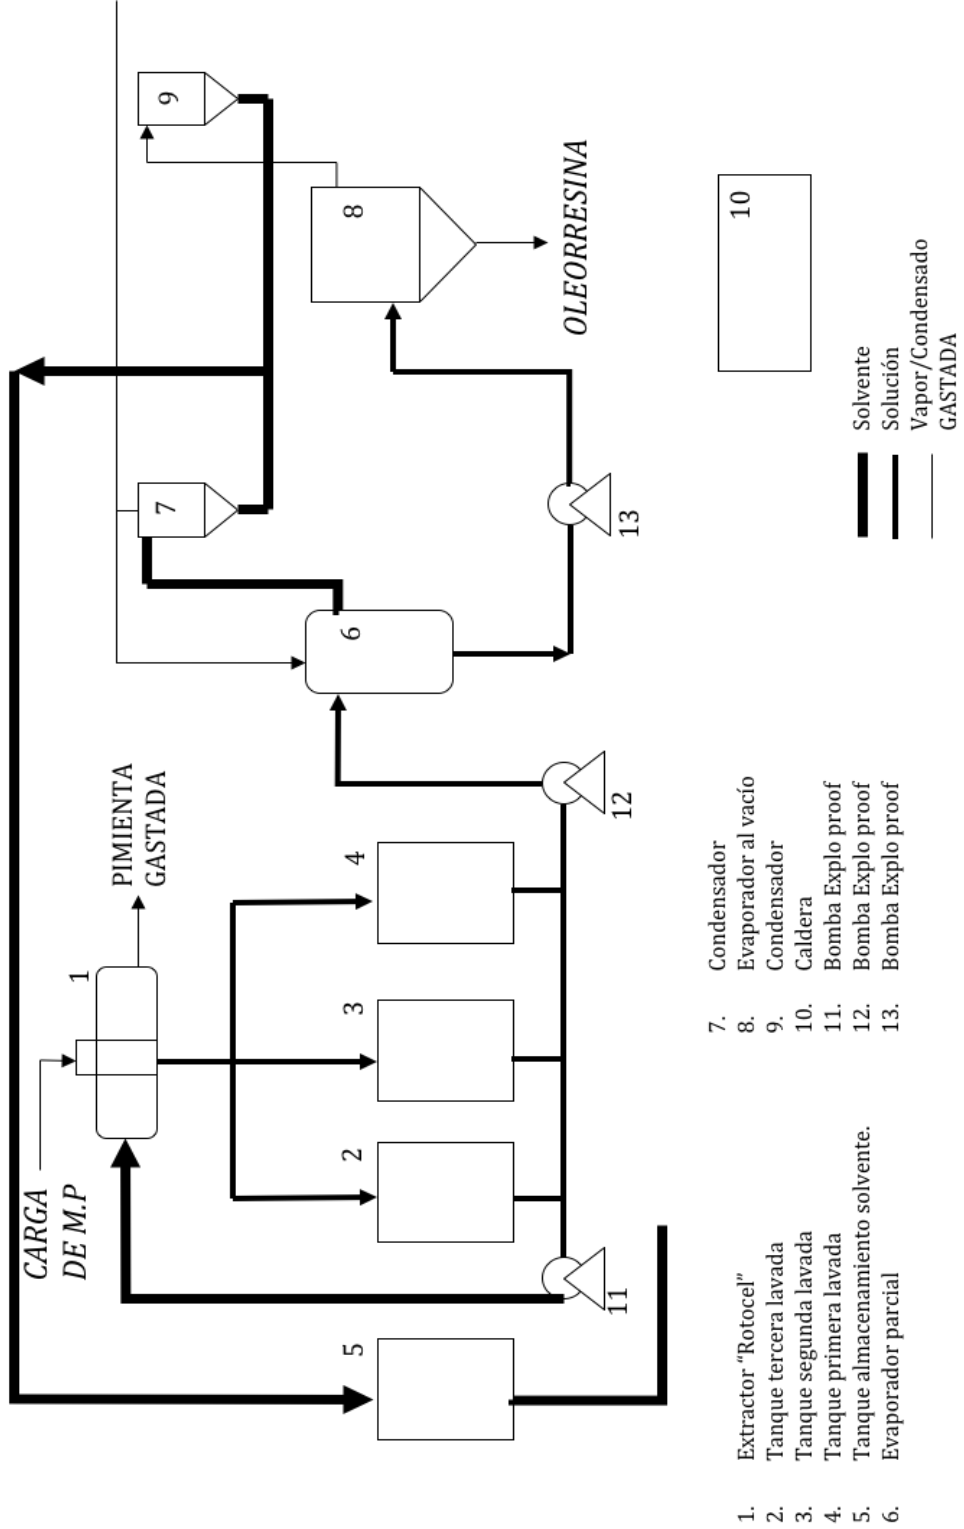 CARGA
DE M.P
1
PIMIENTA
GASTADA
5
2
3
4
11
12
6
7
9
8
13
OLEORRESINA
10
1. Extractor “Rotocel”
2. Tanque tercera lavada
3. Tanque segunda lavada
4. Tanque primera lavada
5. Tanque almacenamiento solvente.
6. Evaporador parcial
7. Condensador
8. Evaporador al vacío
9. Condensador
10. Caldera
11. Bomba Explo proof
12. Bomba Explo proof
13. Bomba Explo proof
Solvente
Solución
Vapor/Condensado
GASTADA